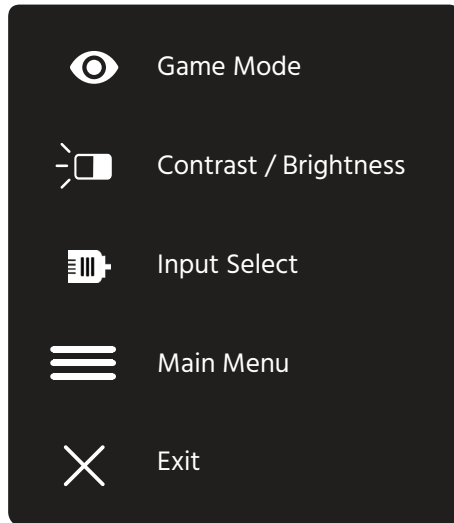 Game Mode
Contrast / Brightness
Input Select
Main Menu
Exit